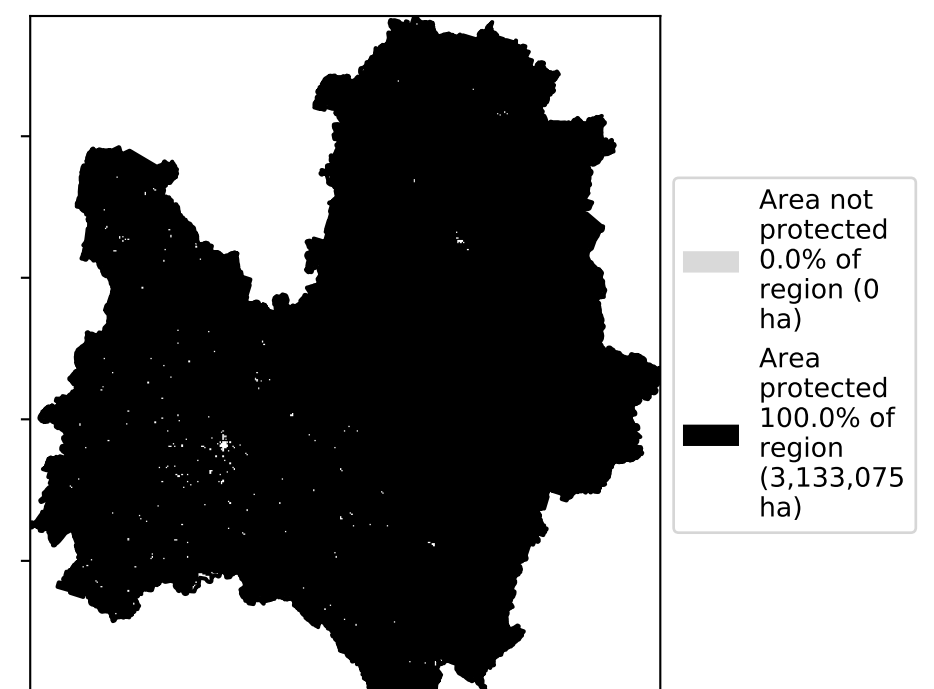 Area not
protected
0.0% of
region (0
ha)
Area
protected
100.0% of
region
(3,133,075
ha)